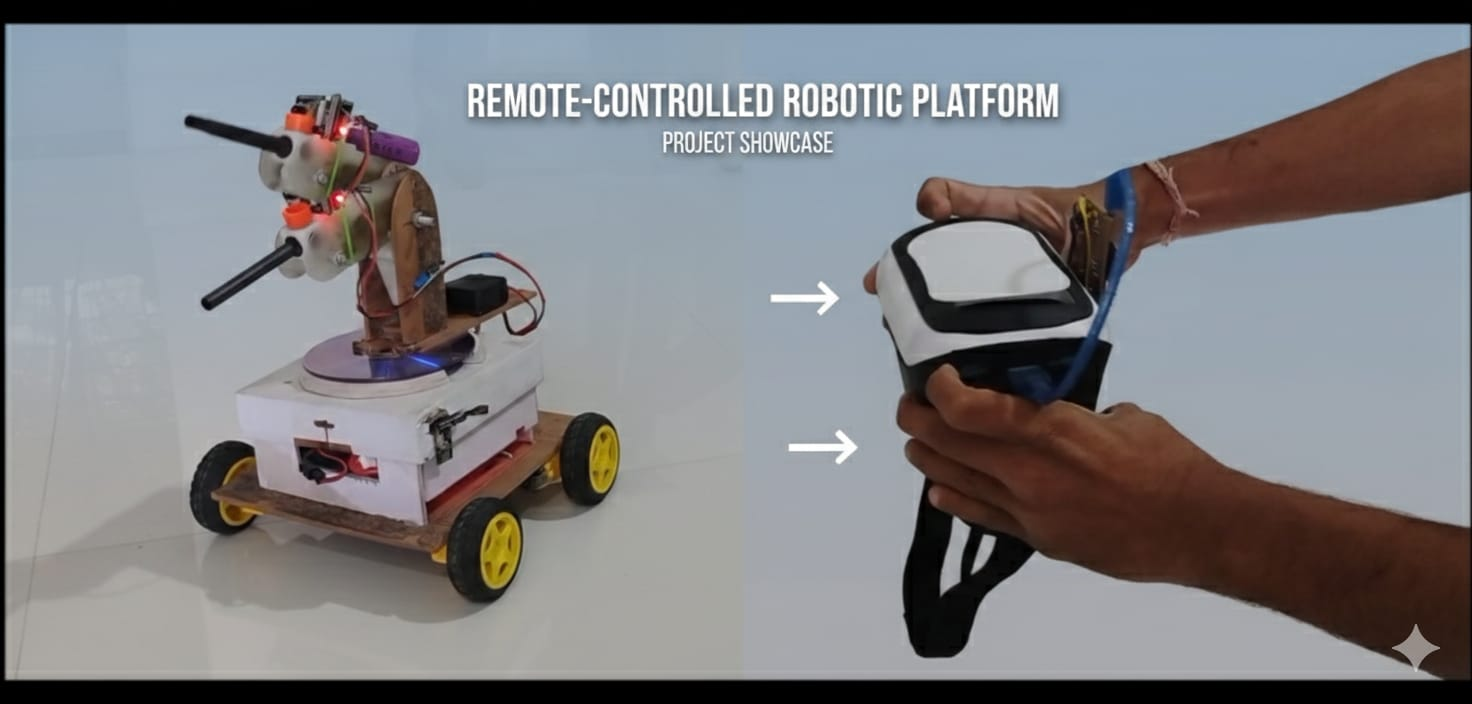 REMOTE-CONTROLLED ROBOTIC PLATFORM
PROJECT SHOWCASE